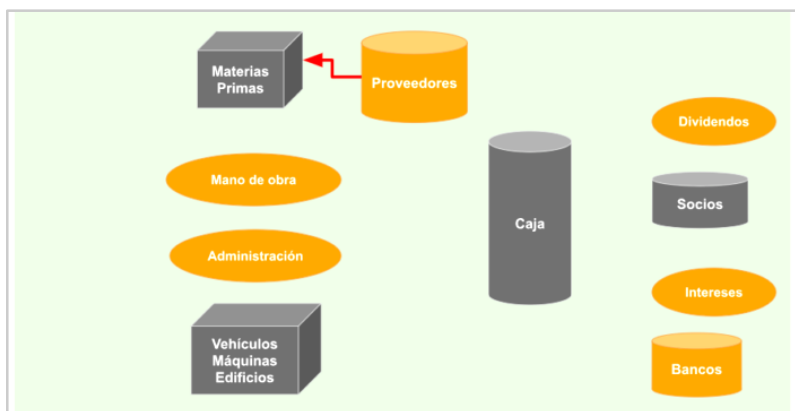 Materias
Primas
Proveedores
Dividendos
Mano de obra
Socios
Caja
Administración
Intereses
Vehículos
Máquinas
Edificios
Bancos